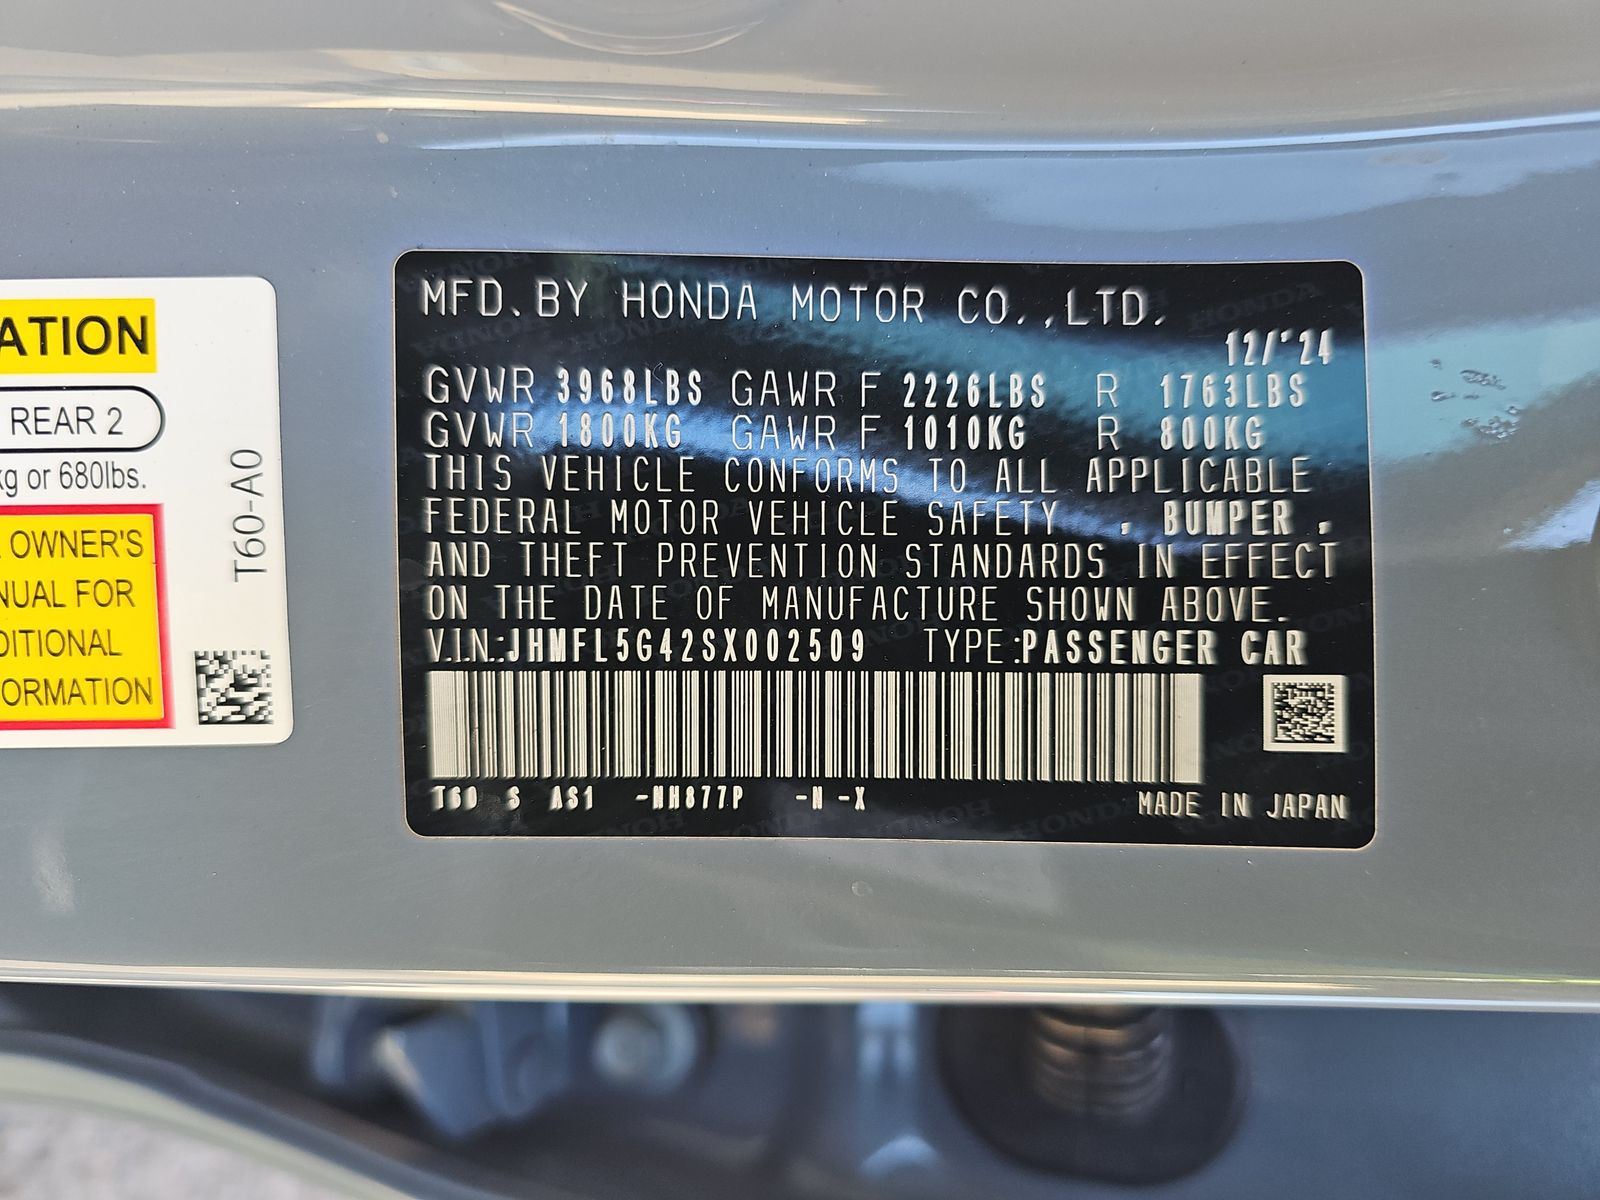 ATION
REAR 2
kg or 680lbs.
OWNER'S
NUAL FOR
DITIONAL
ORMATION
T60-A0
MFD. BY HONDA MOTOR CO.,LTD.
12/'24
GVWR 3968LBS GAWR F 2226LBS R 1763LBS
GVWR 1800KG GAWR F 1010KG R 800KG
THIS VEHICLE CONFORMS TO ALL APPLICABLE
FEDERAL MOTOR VEHICLE SAFETY , BUMPER ,
AND THEFT PREVENTION STANDARDS IN EFFECT
ON THE DATE OF MANUFACTURE SHOWN ABOVE.
V.I.N.:JHMFL5G42SX002509 TYPE:PASSENGER CAR
T60 S AS1 -NH877P -N -X
MADE IN JAPAN